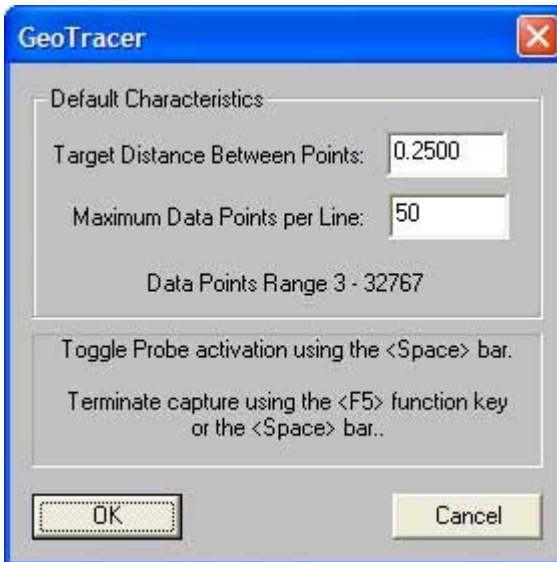 GeoTracer
Default Characteristics
Target Distance Between Points: 0.2500
Maximum Data Points per Line: 50
Data Points Range 3 - 32767
Toggle Probe activation using the <Space> bar.
Terminate capture using the <F5> function key
or the <Space> bar..
OK Cancel